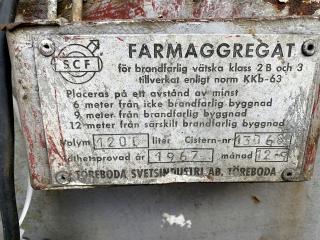 S.C.F.
FARMAGGREGAT
för brandfarlig vätska klass 2 B och 3
tillverkat enligt norm KKb-63
Placeras på ett avstånd av minst
6 meter från icke brandfarlig byggnad
9 meter från brandfarlig byggnad
12 meter från särskilt brandfarlig byggnad
Volym 1200 liter Cistern-nr 13068
Täthetsprovad år 1967 månad 12
TÖREBODA SVETSINDUSTRI AB, TÖREBODA